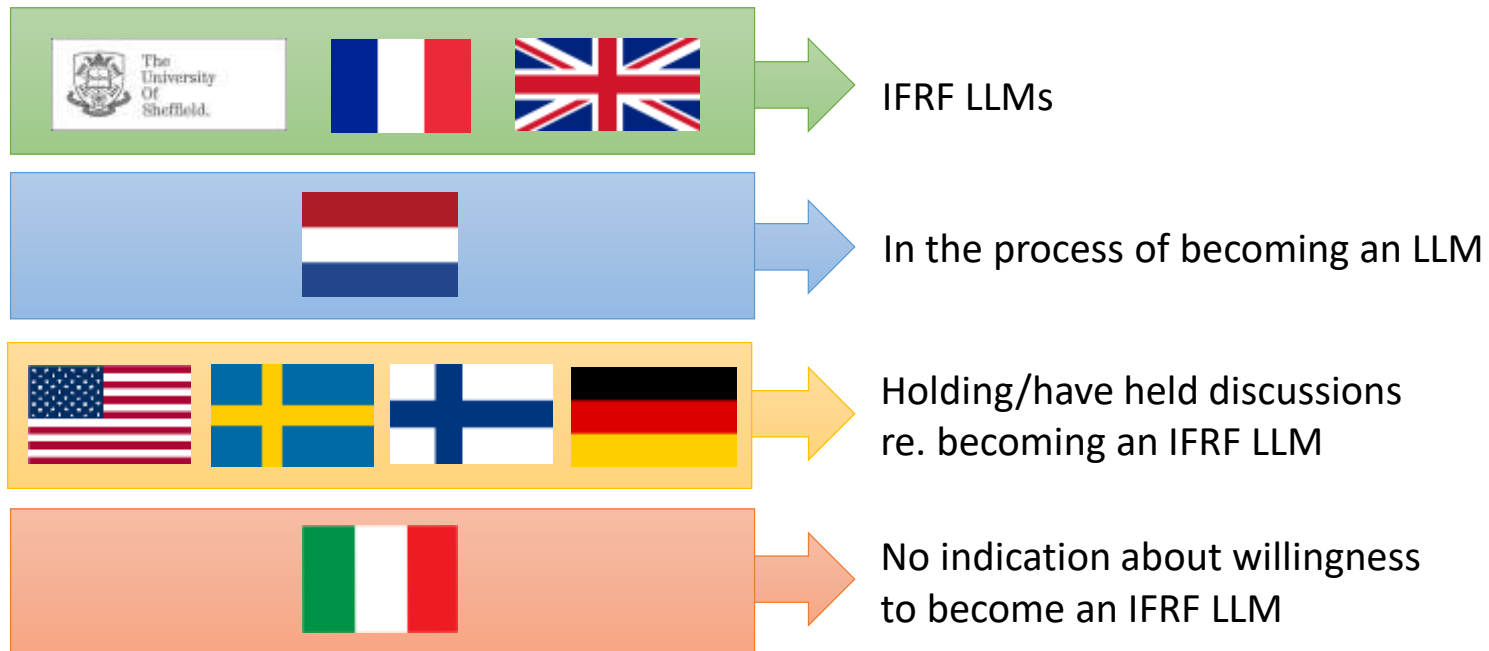 The
University
Of
Sheffield.
IFRF LLMs
In the process of becoming an LLM
Holding/have held discussions
re. becoming an IFRF LLM
No indication about willingness
to become an IFRF LLM